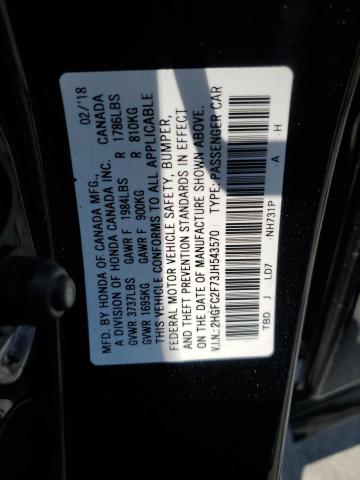 MFD. BY HONDA OF CANADA MFG., 02/'18
A DIVISION OF HONDA CANADA INC. CANADA
GVWR 3737LBS GAWR F 1984LBS R 1786LBS
GVWR 1695KG GAWR F 900KG R 810KG
THIS VEHICLE CONFORMS TO ALL APPLICABLE
FEDERAL MOTOR VEHICLE SAFETY, BUMPER,
AND THEFT PREVENTION STANDARDS IN EFFECT
ON THE DATE OF MANUFACTURE SHOWN ABOVE.
V.I.N.:2HGFC2F73JH543570 TYPE:PASSENGER CAR
TBD J LD7 NH731P A H